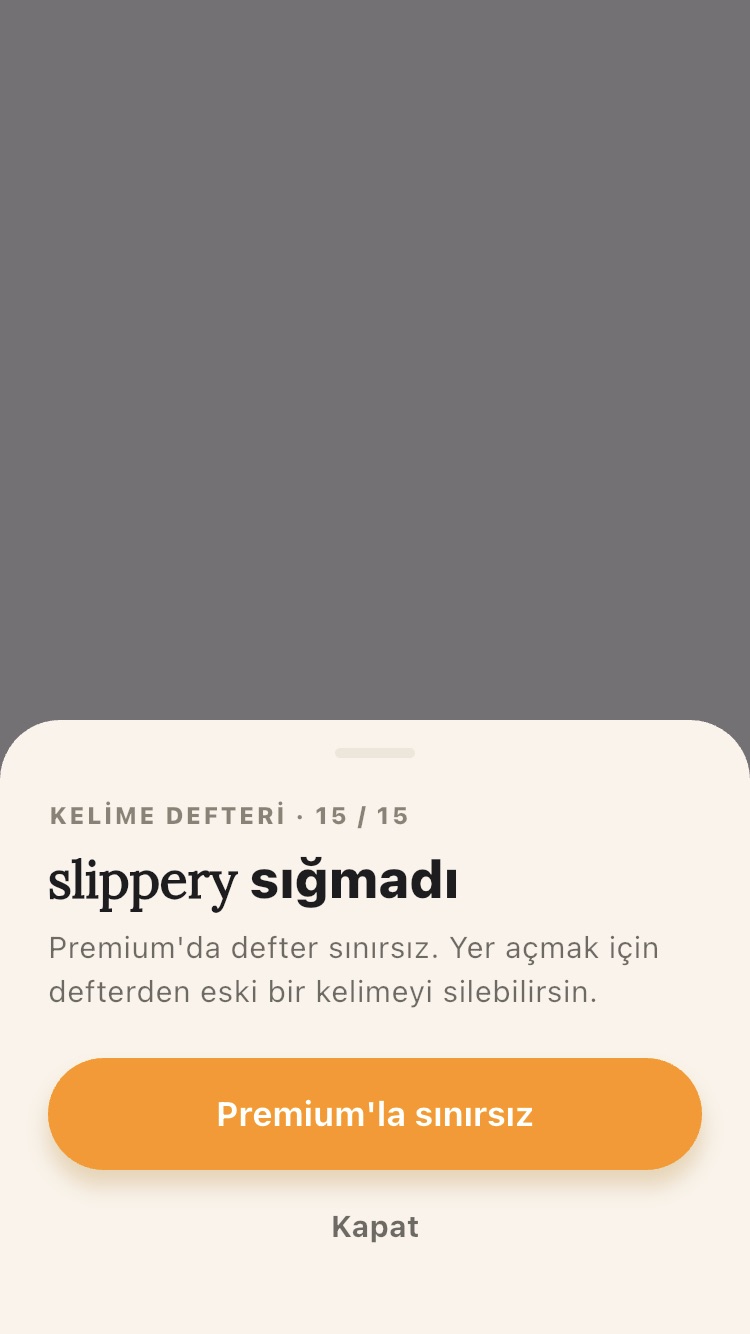 KELİME DEFTERİ · 15 / 15
slippery sığmadı
Premium'da defter sınırsız. Yer açmak için
defterden eski bir kelimeyi silebilirsin.
Premium'la sınırsız
Kapat